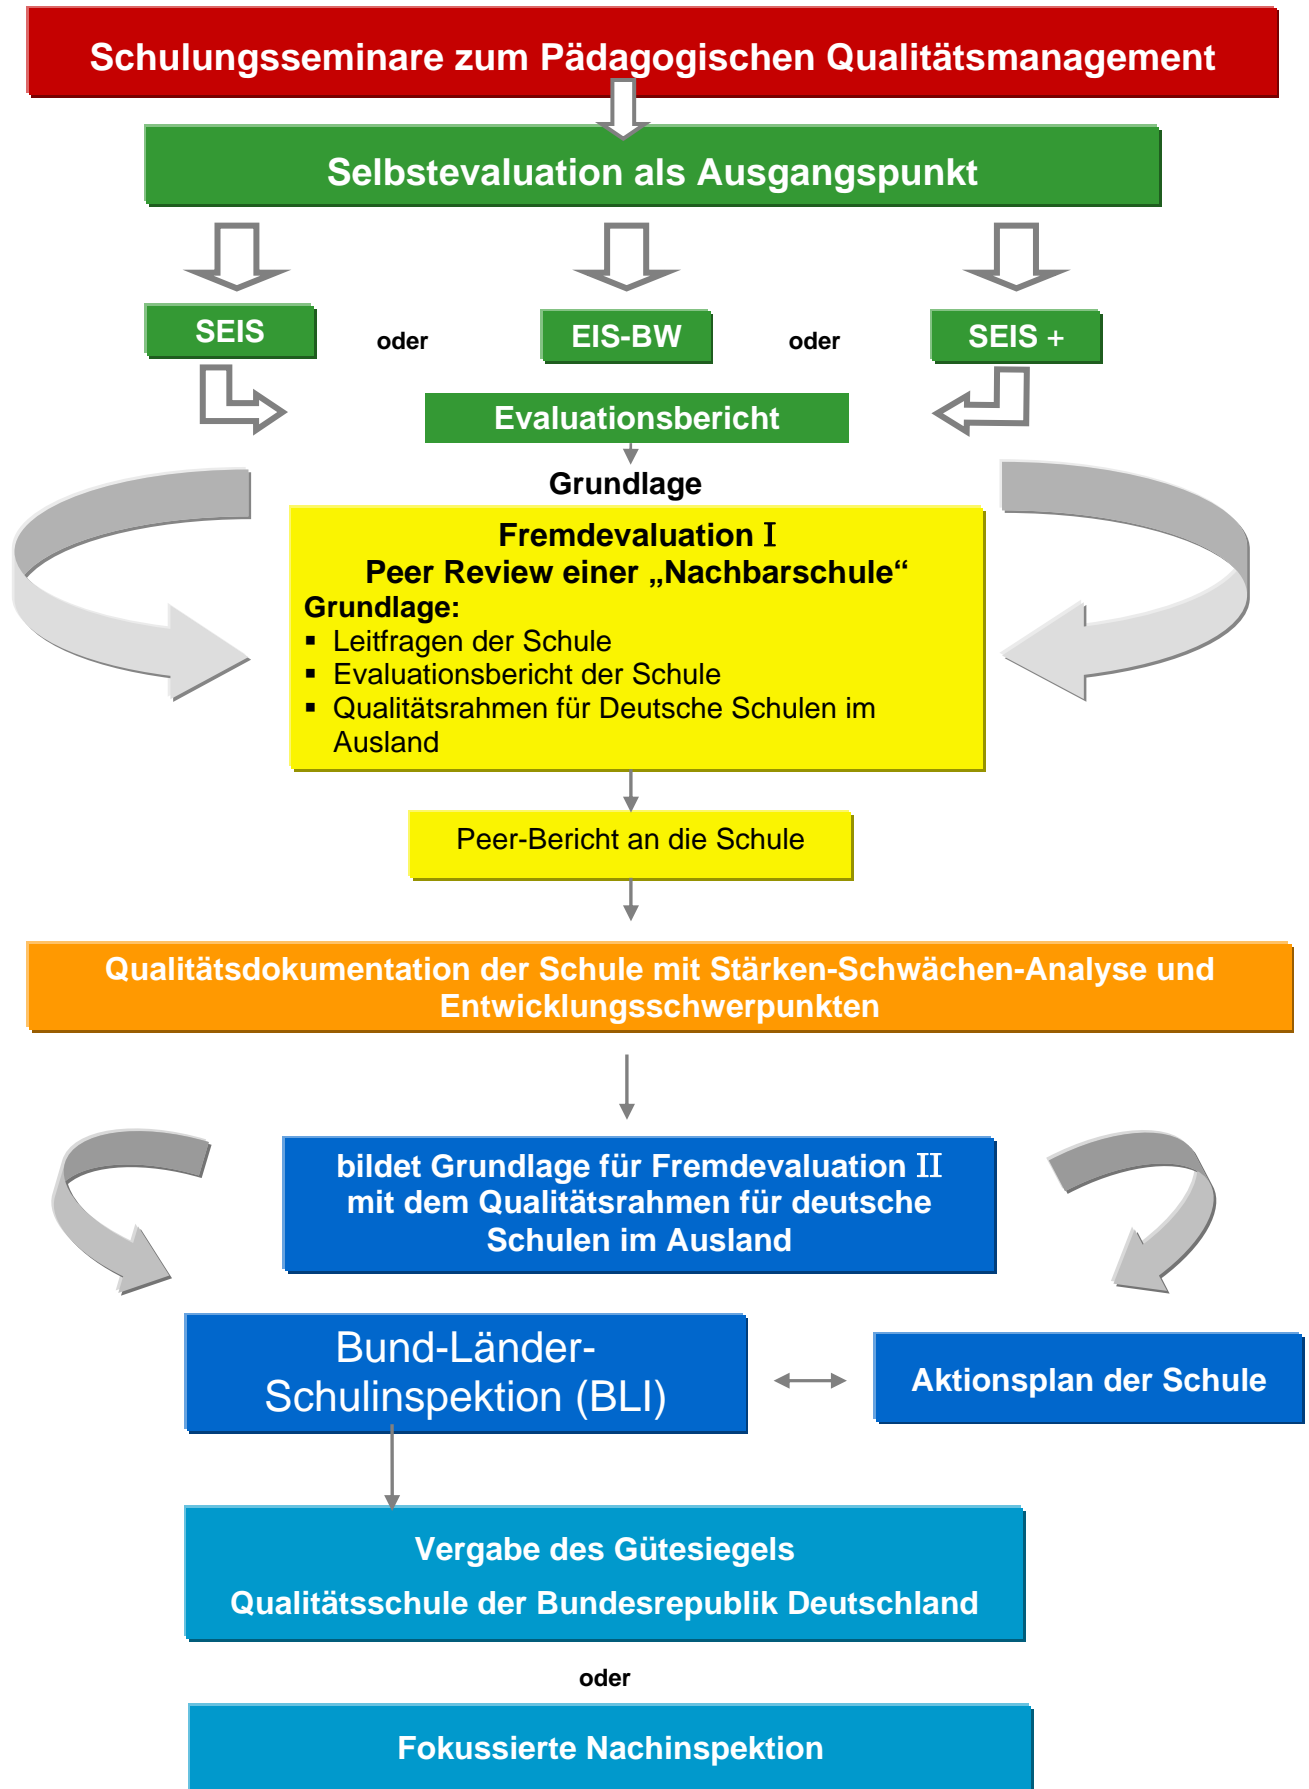 Schulungsseminare zum Pädagogischen Qualitätsmanagement
Selbstevaluation als Ausgangspunkt
SEIS
oder
EIS-BW
oder
SEIS +
Evaluationsbericht
Grundlage
Fremdevaluation I
Peer Review einer „Nachbarschule“
Grundlage:
▪ Leitfragen der Schule
▪ Evaluationsbericht der Schule
▪ Qualitätsrahmen für Deutsche Schulen im
Ausland
Peer-Bericht an die Schule
Qualitätsdokumentation der Schule mit Stärken-Schwächen-Analyse und
Entwicklungsschwerpunkten
bildet Grundlage für Fremdevaluation II
mit dem Qualitätsrahmen für deutsche
Schulen im Ausland
Bund-Länder-
Schulinspektion (BLI)
Aktionsplan der Schule
Vergabe des Gütesiegels
Qualitätsschule der Bundesrepublik Deutschland
oder
Fokussierte Nachinspektion